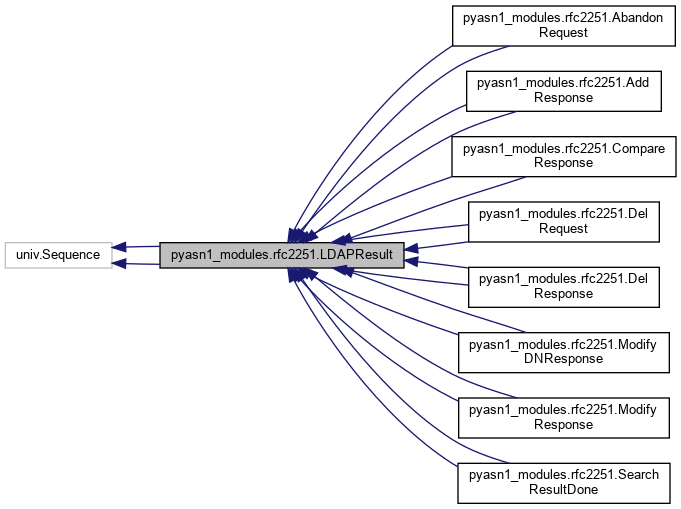 pyasn1_modules.rfc2251.Abandon
Request
pyasn1_modules.rfc2251.Add
Response
pyasn1_modules.rfc2251.Compare
Response
pyasn1_modules.rfc2251.Del
Request
univ.Sequence
pyasn1_modules.rfc2251.LDAPResult
pyasn1_modules.rfc2251.Del
Response
pyasn1_modules.rfc2251.Modify
DNResponse
pyasn1_modules.rfc2251.Modify
Response
pyasn1_modules.rfc2251.Search
ResultDone